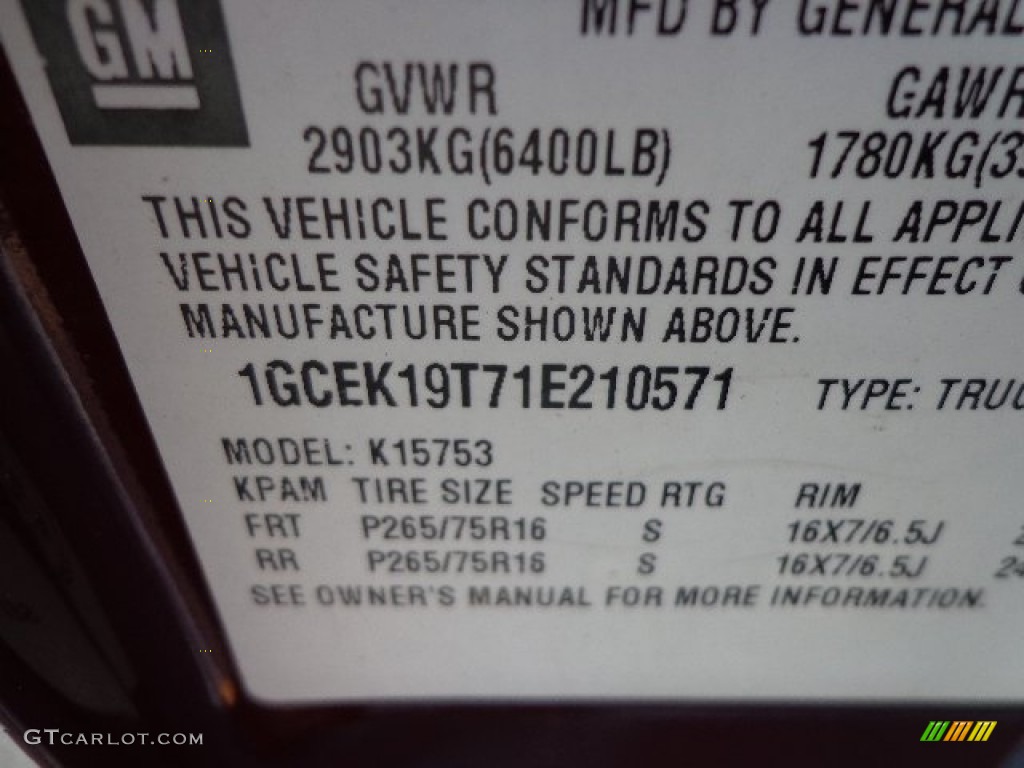 GM
MFD BY GENERAL
GVWR GAWR
2903KG(6400LB) 1780KG(3
THIS VEHICLE CONFORMS TO ALL APPLI
VEHICLE SAFETY STANDARDS IN EFFECT
MANUFACTURE SHOWN ABOVE.
1GCEK19T71E210571 TYPE: TRUC
MODEL: K15753
KPAM TIRE SIZE SPEED RTG RIM
FRT P265/75R16 S 16X7/6.5J
RR P265/75R16 S 16X7/6.5J 24
SEE OWNER'S MANUAL FOR MORE INFORMATION.
GTCARLOT.COM